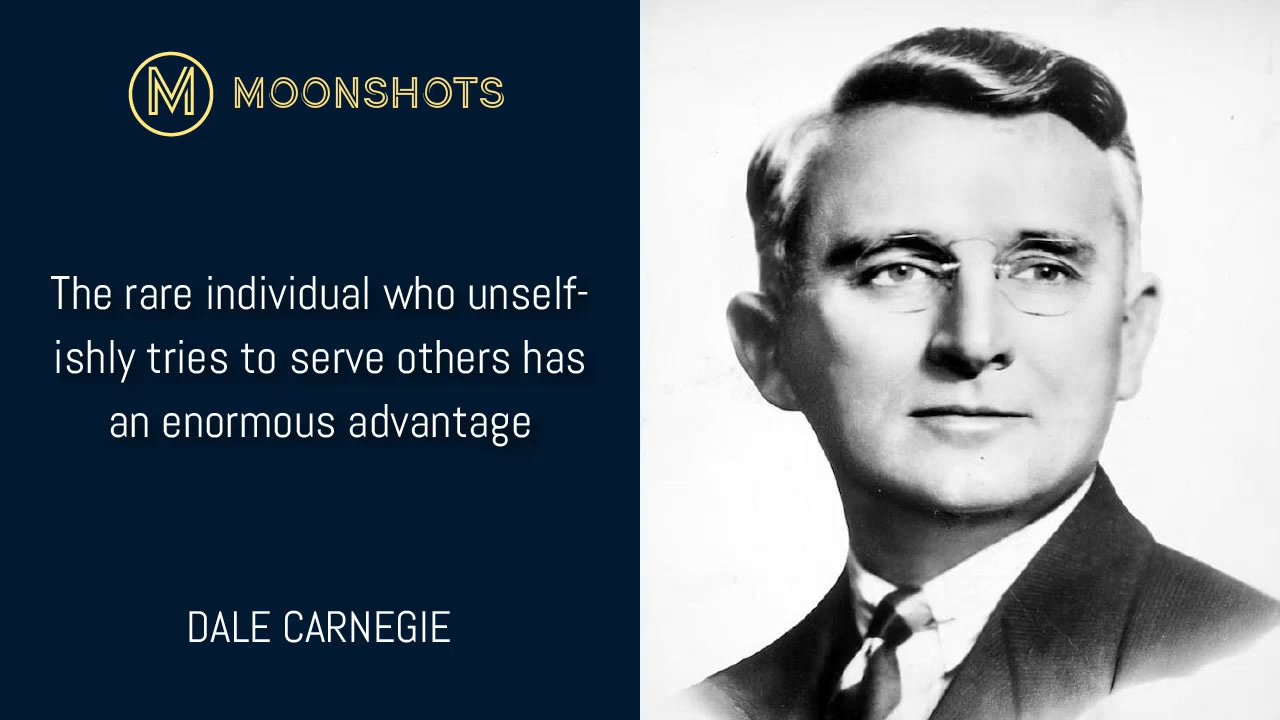 M MOONSHOTS
The rare individual who unself-
ishly tries to serve others has
an enormous advantage
DALE CARNEGIE